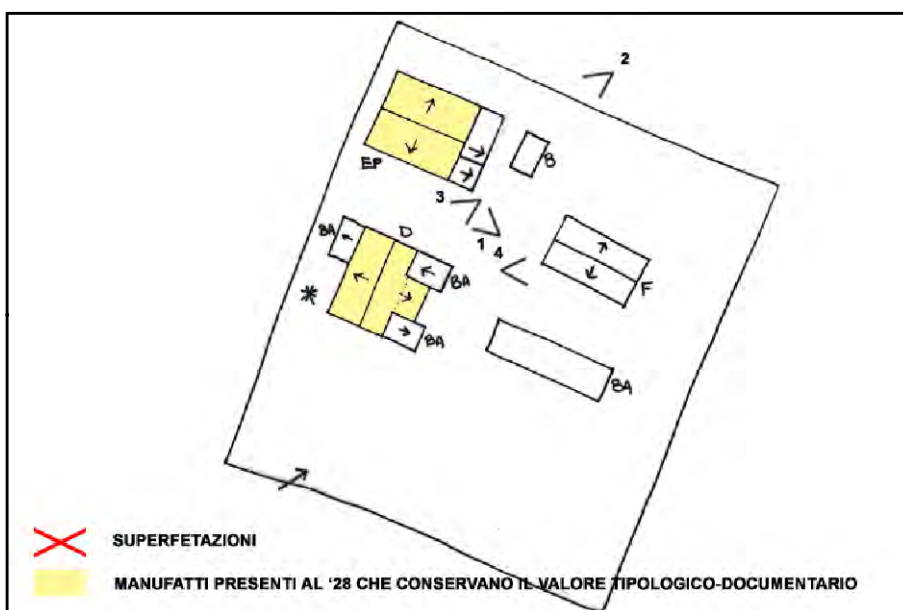 2
EP
B
3
1
4
D
BA
BA
BA
F
BA
*
SUPERFETAZIONI
MANUFATTI PRESENTI AL '28 CHE CONSERVANO IL VALORE TIPOLOGICO-DOCUMENTARIO